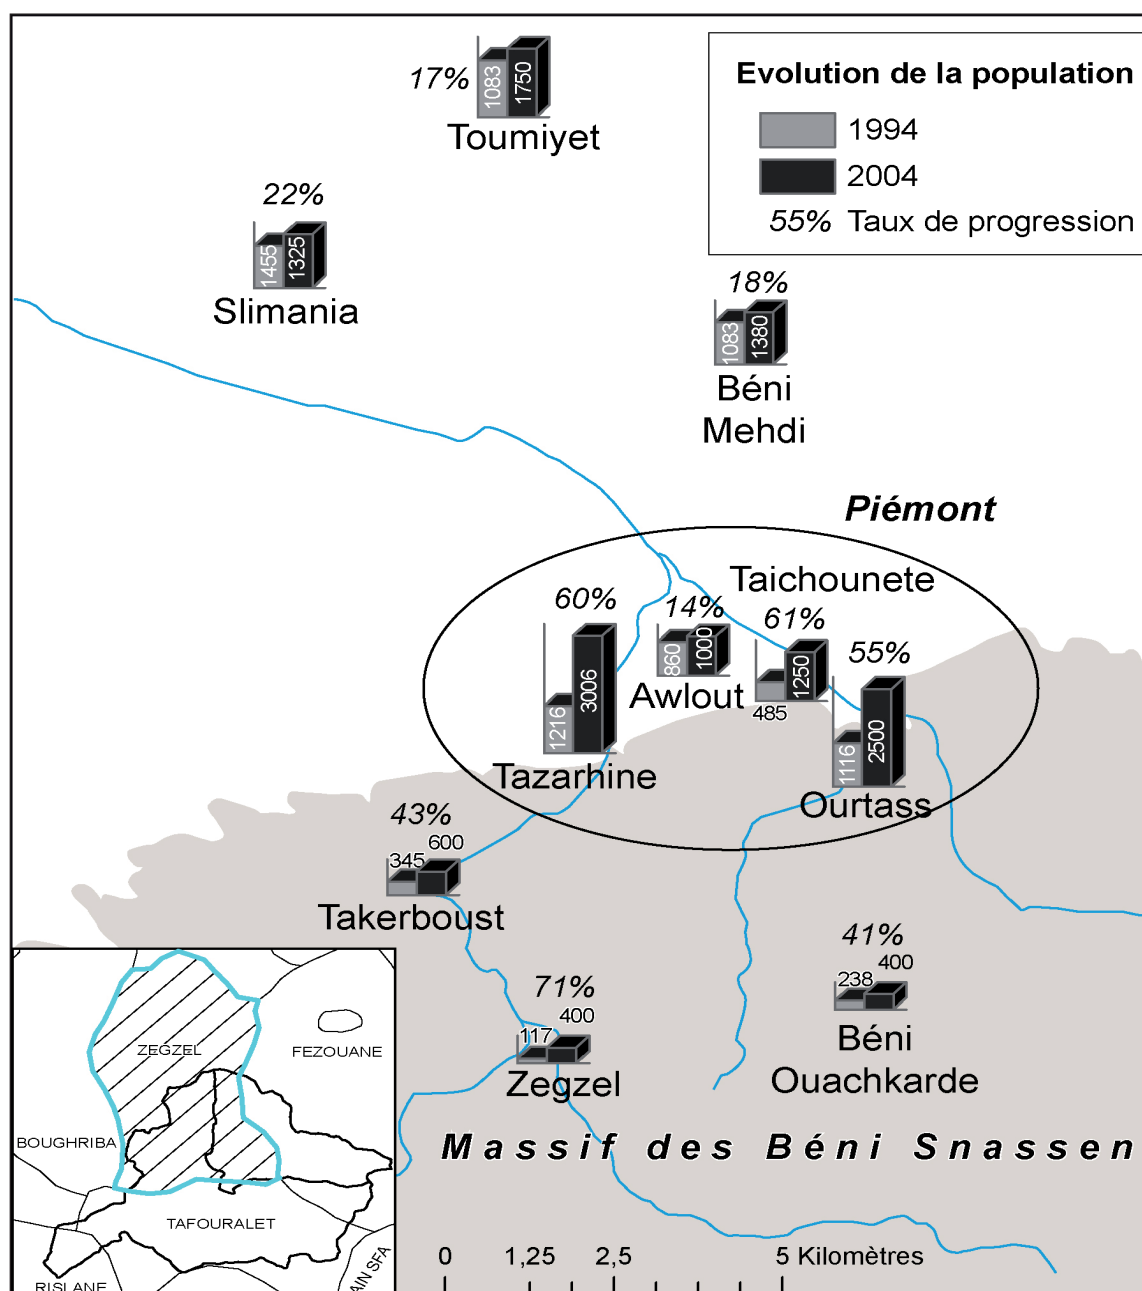 17%
1083
1750
Toumiyet
Evolution de la population
1994
2004
55% Taux de progression
22%
1455
1325
Slimania
18%
1083
1380
Béni
Mehdi
Piémont
Taichounete
60%
1216
3006
Tazarhine
14%
860
1000
Awlout
61%
485
1250
55%
1116
2500
Ourtass
43%
345
600
Takerboust
41%
238
400
Béni
Ouachkarde
71%
117
400
Zegzel
Massif des Béni Snassen
ZEGZEL
FEZOUANE
BOUGHRIBA
TAFOURALET
RISLANE
AIN SFA
0 1,25 2,5 5 Kilomètres